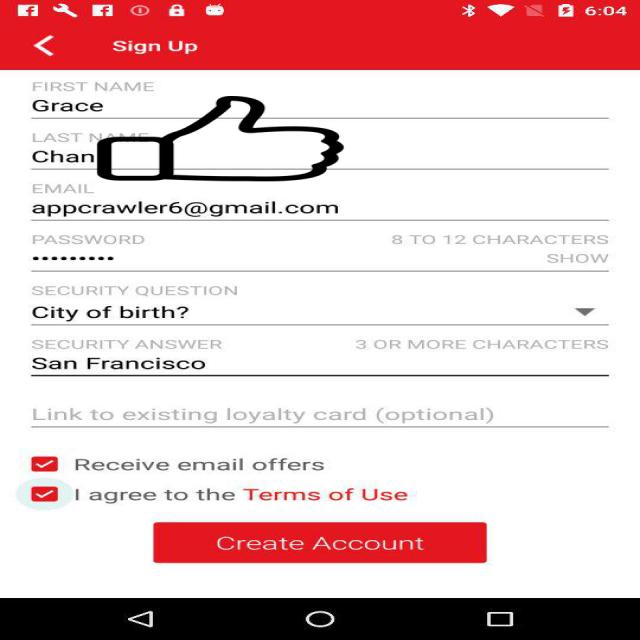 6:04
Sign Up
FIRST NAME
Grace
LAST NAME
Chan
EMAIL
appcrawler6@gmail.com
PASSWORD 8 TO 12 CHARACTERS
••••••••• SHOW
SECURITY QUESTION
City of birth?
SECURITY ANSWER 3 OR MORE CHARACTERS
San Francisco
Link to existing loyalty card (optional)
Receive email offers
I agree to the Terms of Use
Create Account